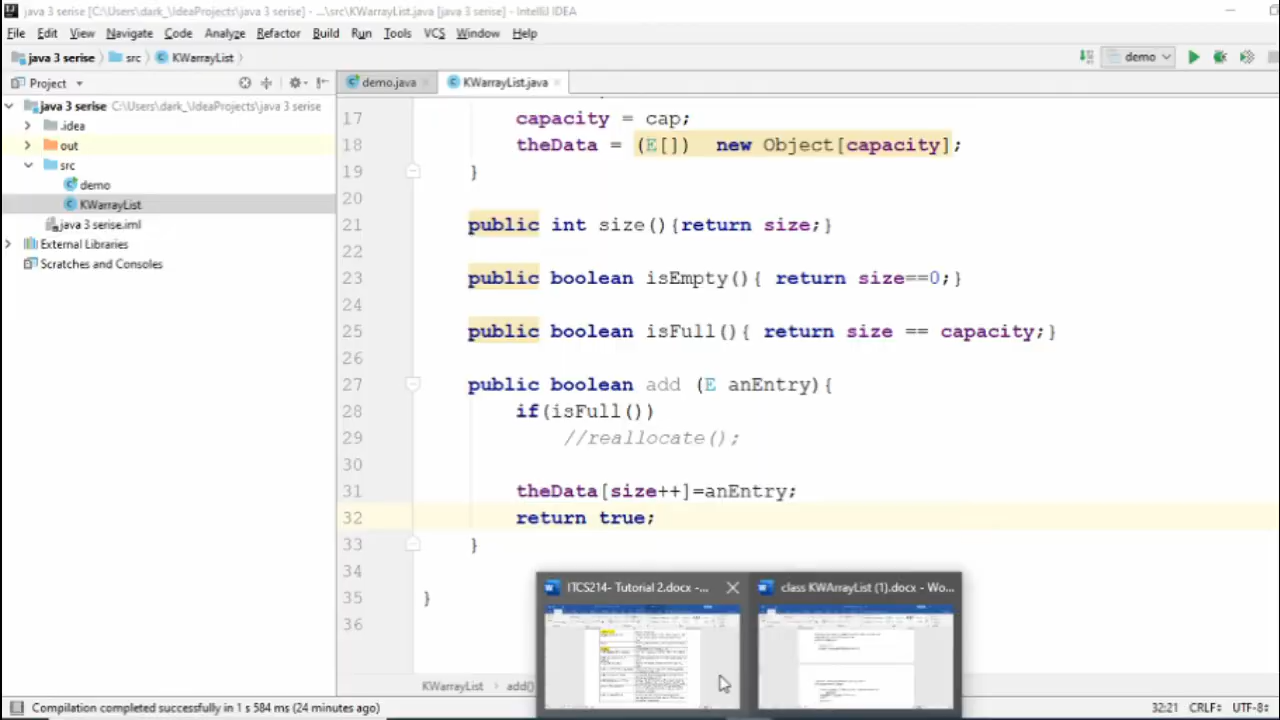 java 3 serise [C:\Users\dark_\IdeaProjects\java 3 serise] - ...\src\KWarrayList.java [java 3 serise] - IntelliJ IDEA
File Edit View Navigate Code Analyze Refactor Build Run Tools VCS Window Help
java 3 serise src KWarrayList demo
Project demo.java KWarrayList.java
java 3 serise C:\Users\dark_\IdeaProjects\java 3 serise
.idea
out
src
demo
KWarrayList
java 3 serise.iml
External Libraries
Scratches and Consoles
17 capacity = cap;
18 theData = (E[]) new Object[capacity];
19 }
20
21 public int size(){return size;}
22
23 public boolean isEmpty(){ return size==0;}
24
25 public boolean isFull(){ return size == capacity;}
26
27 public boolean add (E anEntry){
28 if(isFull())
29 //reallocate();
30
31 theData[size++]=anEntry;
32 return true;
33 }
34
35 }
36
ITCS214- Tutorial 2.docx -... class KWArrayList (1).docx - Wo...
KWarrayList add()
Compilation completed successfully in 1 s 584 ms (24 minutes ago) 32:21 CRLF: UTF-8: